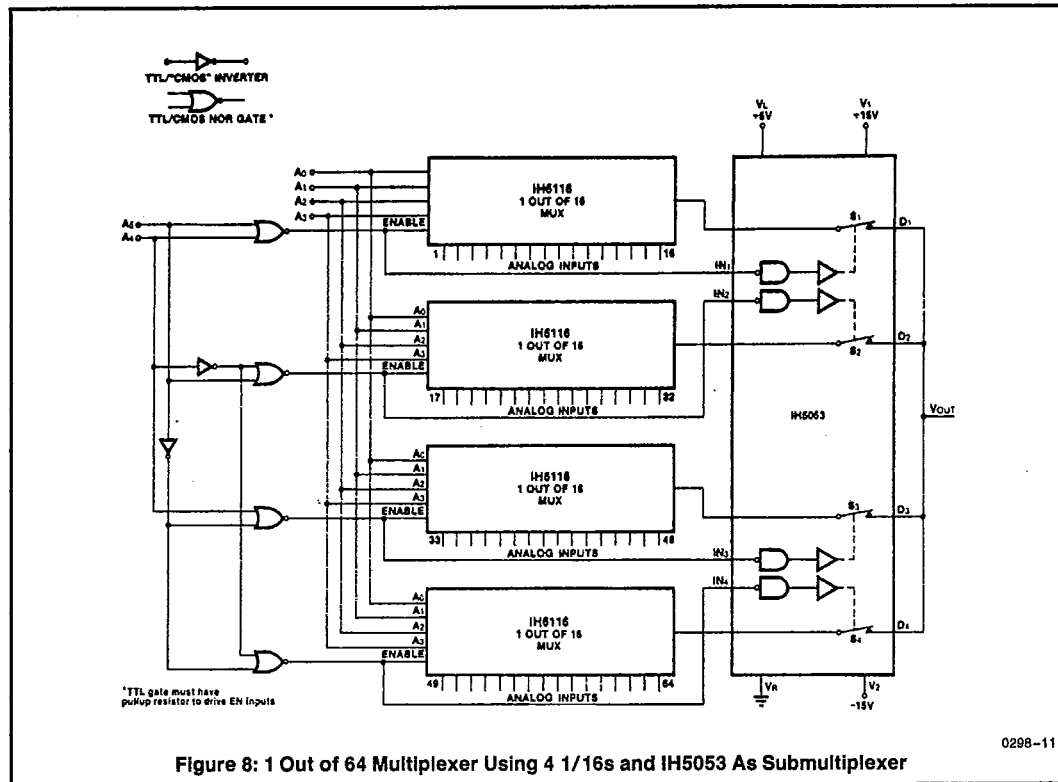 TTL/"CMOS" INVERTER
TTL/CMOS NOR GATE *
VL
+5V
V1
+15V
A0
A1
A2
A3
A5
A4
ENABLE
IH5116
1 OUT OF 16
MUX
1
16
ANALOG INPUTS
S1
D1
IN1
IN2
A0
A1
A2
A3
ENABLE
IH5116
1 OUT OF 16
MUX
17
32
ANALOG INPUTS
S2
D2
IH5053
VOUT
A0
A1
A2
A3
ENABLE
IH5116
1 OUT OF 16
MUX
33
48
ANALOG INPUTS
S3
D3
IN3
IN4
A0
A1
A2
A3
ENABLE
IH5116
1 OUT OF 16
MUX
49
64
ANALOG INPUTS
S4
D4
*TTL gate must have
pullup resistor to drive EN inputs
VR
V2
-15V
0298-11
Figure 8: 1 Out of 64 Multiplexer Using 4 1/16s and IH5053 As Submultiplexer